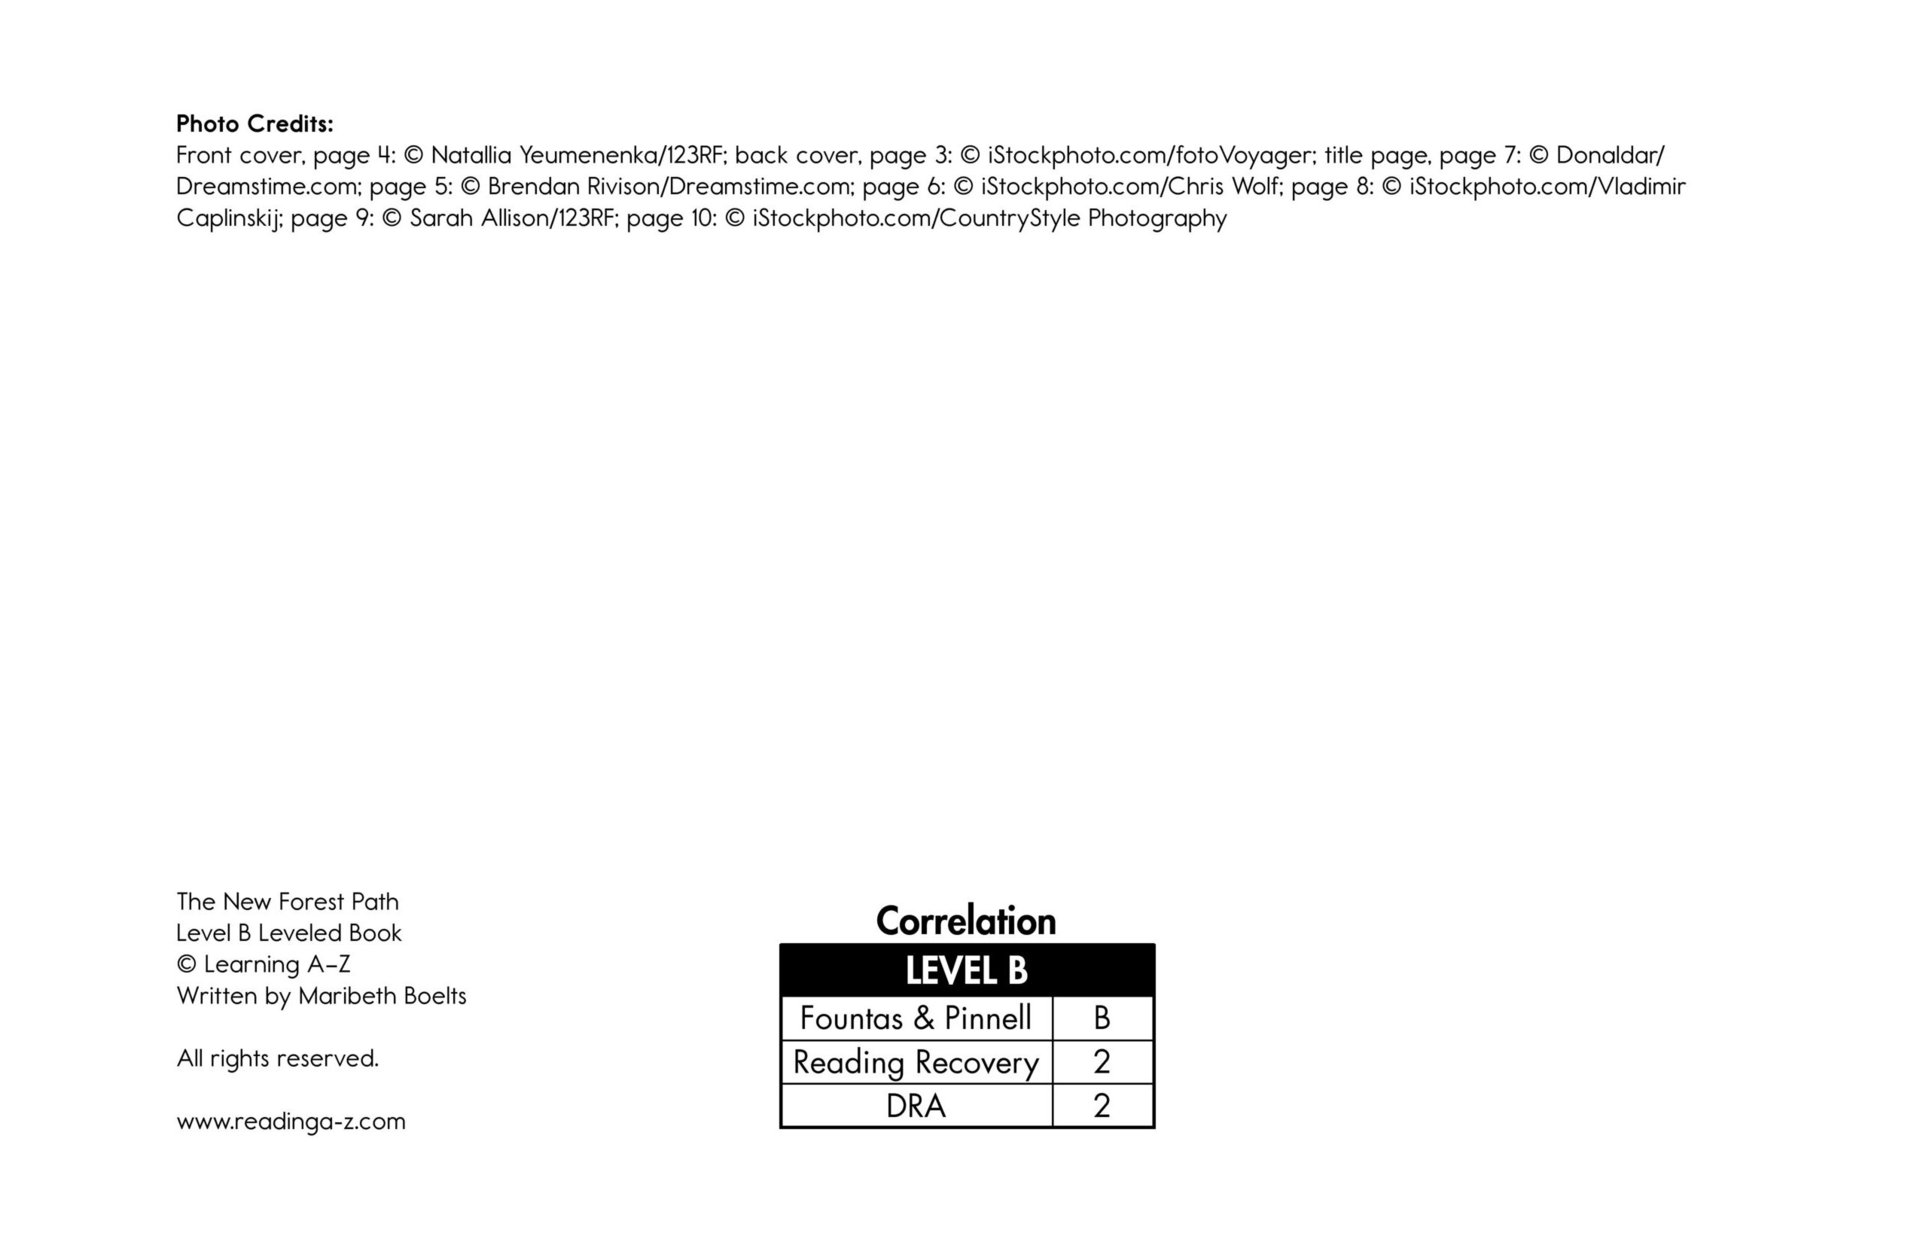 Photo Credits:
Front cover, page 4: © Natallia Yeumenenka/123RF; back cover, page 3: © iStockphoto.com/fotoVoyager; title page, page 7: © Donaldar/
Dreamstime.com; page 5: © Brendan Rivison/Dreamstime.com; page 6: © iStockphoto.com/Chris Wolf; page 8: © iStockphoto.com/Vladimir
Caplinskij; page 9: © Sarah Allison/123RF; page 10: © iStockphoto.com/CountryStyle Photography
The New Forest Path
Level B Leveled Book
© Learning A–Z
Written by Maribeth Boelts
All rights reserved.
www.readinga-z.com
Correlation
LEVEL B
Fountas & Pinnell B
Reading Recovery 2
DRA 2